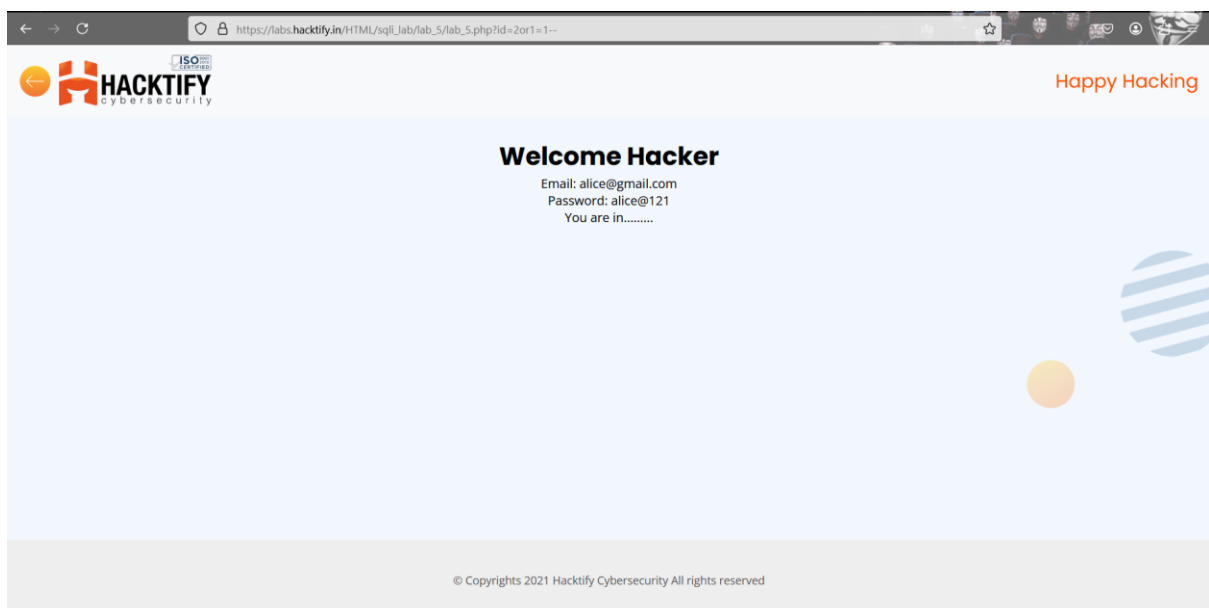 https://labs.hacktify.in/HTML/sqli_lab/lab_5/lab_5.php?id=2or1=1--
ISO
CERTIFIED
HACKTIFY
cybersecurity
Happy Hacking
Welcome Hacker
Email: alice@gmail.com
Password: alice@121
You are in.........
© Copyrights 2021 Hacktify Cybersecurity All rights reserved